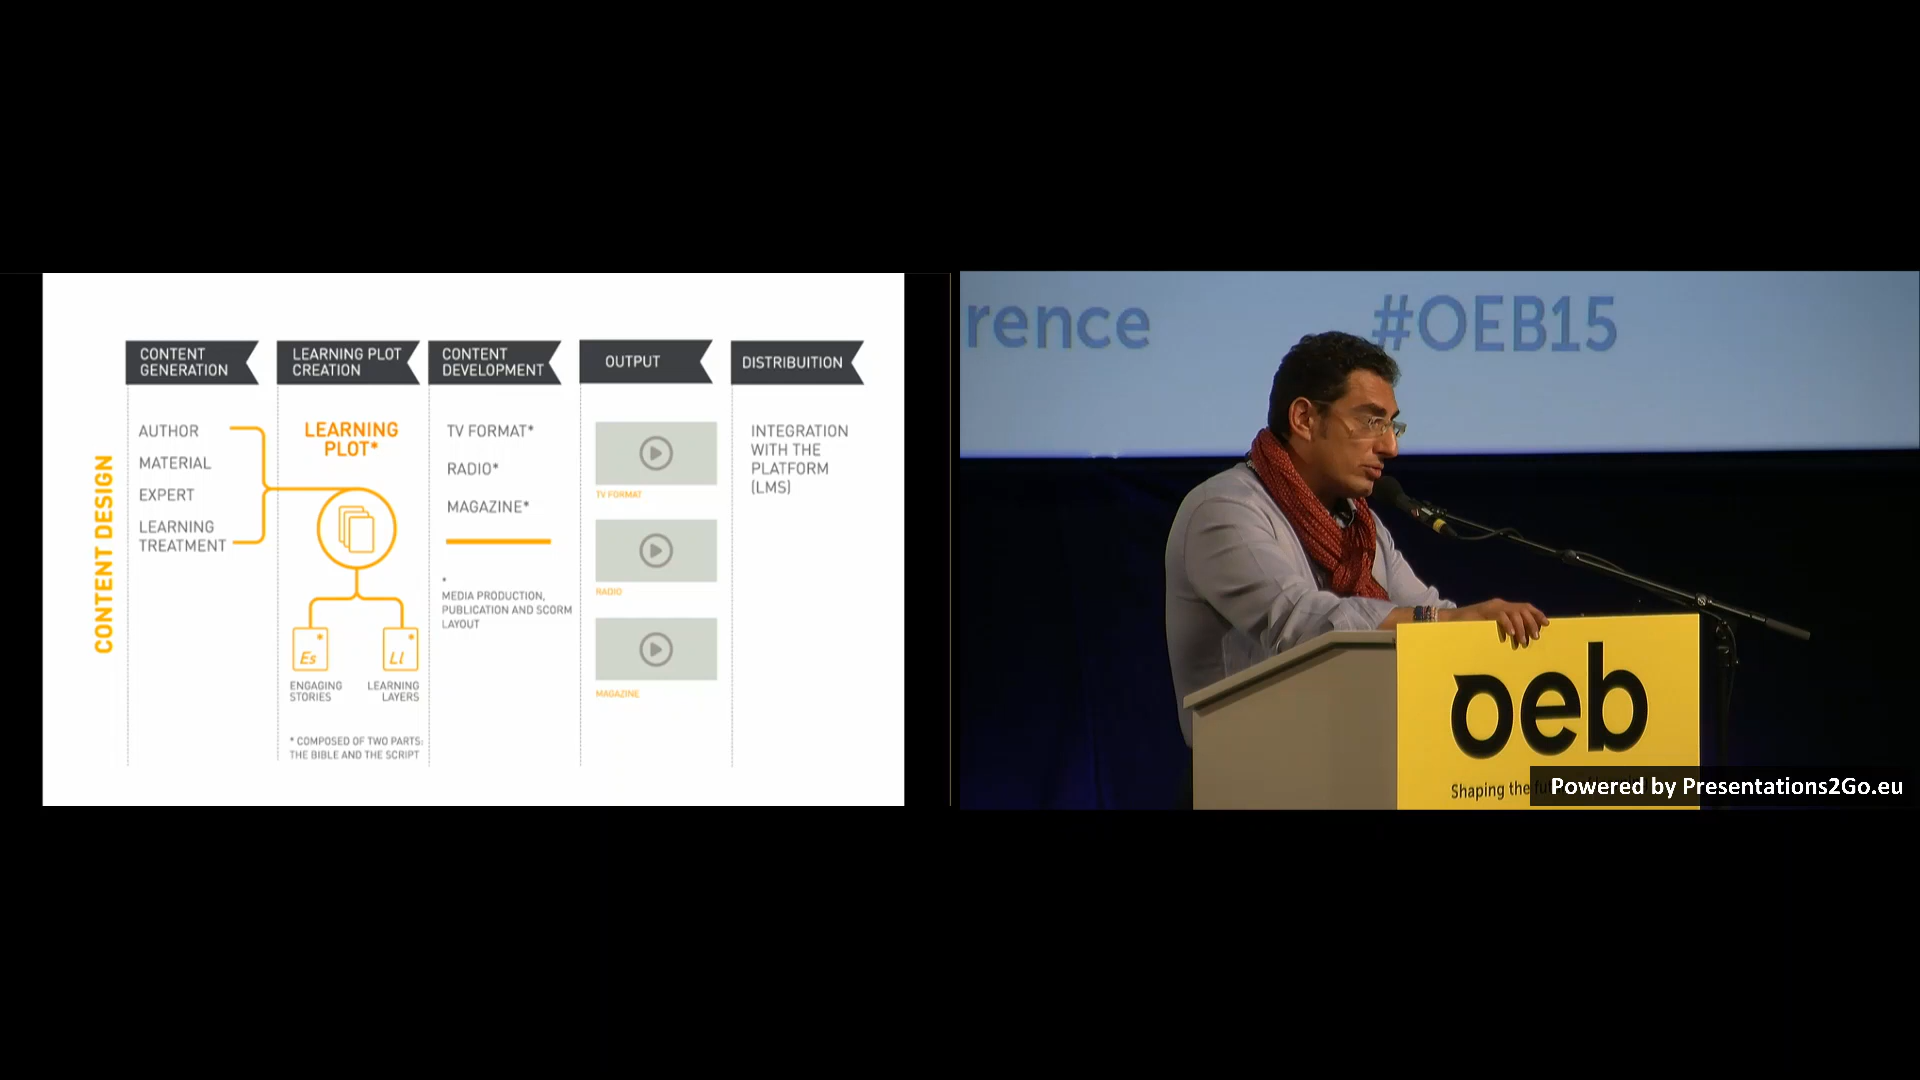 CONTENT
GENERATION
LEARNING PLOT
CREATION
CONTENT
DEVELOPMENT
OUTPUT
DISTRIBUITION
CONTENT DESIGN
AUTHOR
MATERIAL
EXPERT
LEARNING
TREATMENT
LEARNING
PLOT*
*
Es
*
Ll
ENGAGING
STORIES
LEARNING
LAYERS
* COMPOSED OF TWO PARTS:
THE BIBLE AND THE SCRIPT
TV FORMAT*
RADIO*
MAGAZINE*
*
MEDIA PRODUCTION,
PUBLICATION AND SCORM
LAYOUT
TV FORMAT
RADIO
MAGAZINE
INTEGRATION
WITH THE
PLATFORM
(LMS)
rence #OEB15
oeb
Shaping the
Powered by Presentations2Go.eu